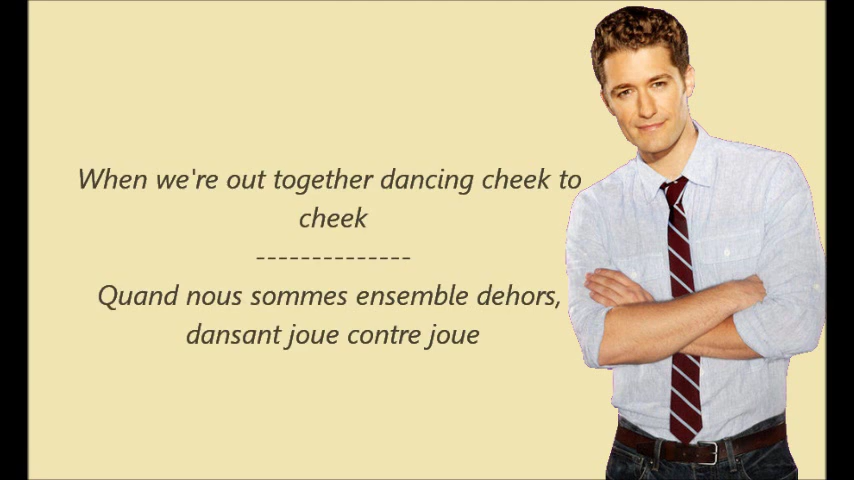 When we're out together dancing cheek to
cheek
--------------
Quand nous sommes ensemble dehors,
dansant joue contre joue